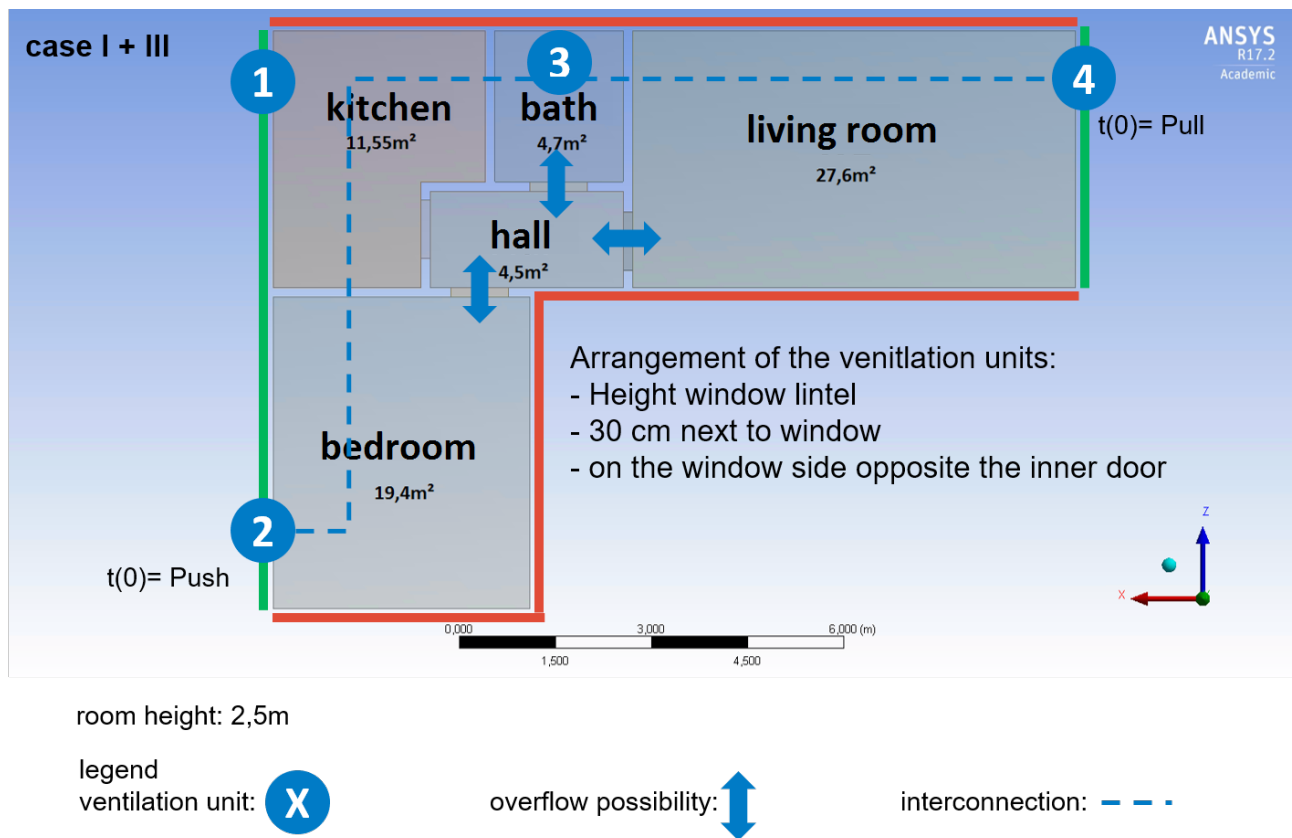 case I + III
ANSYS
R17.2
Academic
1
3
4
kitchen
11,55m²
bath
4,7m²
living room
27,6m²
t(0)= Pull
hall
4,5m²
Arrangement of the venitlation units:
- Height window lintel
- 30 cm next to window
- on the window side opposite the inner door
bedroom
19,4m²
2
t(0)= Push
Z
X
0,000
3,000
6,000 (m)
1,500
4,500
room height: 2,5m
legend
ventilation unit: X
overflow possibility:
interconnection: